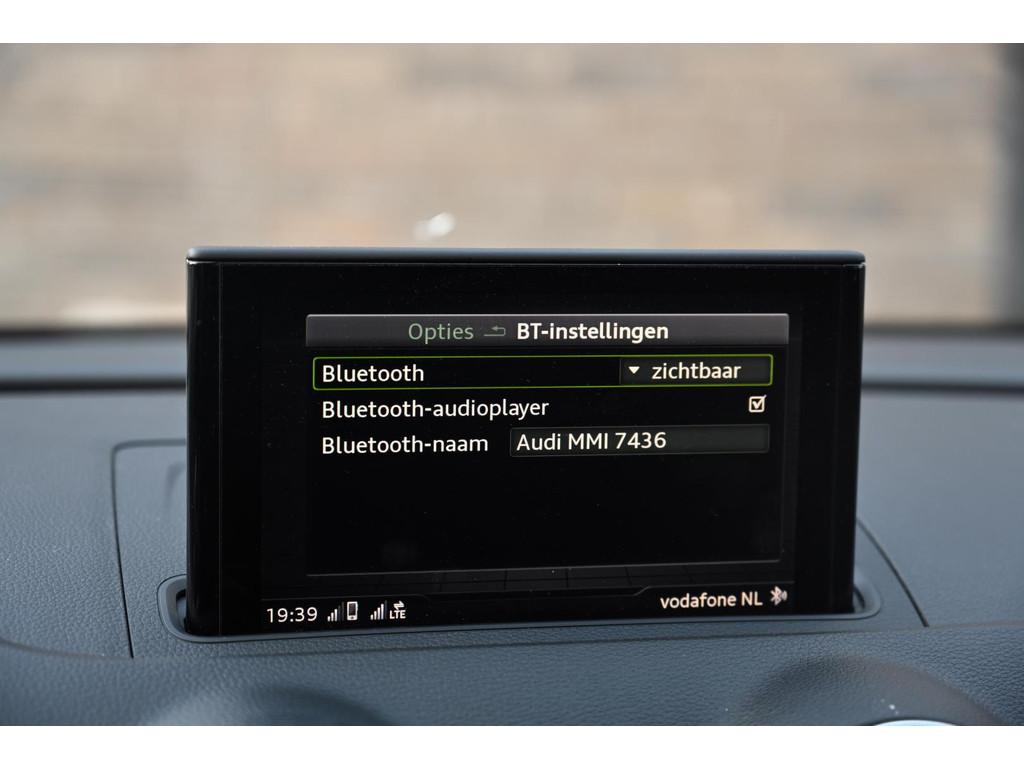 Opties BT-instellingen
Bluetooth zichtbaar
Bluetooth-audioplayer
Bluetooth-naam Audi MMI 7436
19:39 LTE vodafone NL